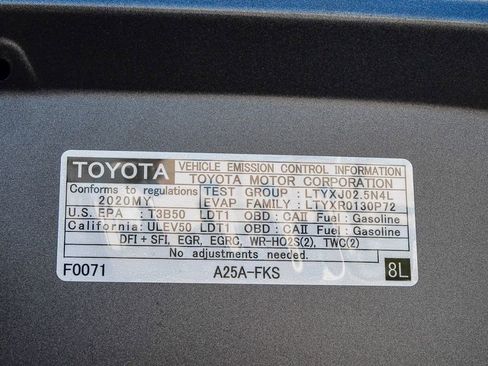 TOYOTA VEHICLE EMISSION CONTROL INFORMATION
TOYOTA MOTOR CORPORATION
Conforms to regulations TEST GROUP : LTYXJ02.5N4L
2020MY EVAP FAMILY : LTYXR0130P72
U.S. EPA : T3B50 LDT1 OBD : CAII Fuel : Gasoline
California: ULEV50 LDT1 OBD : CAII Fuel : Gasoline
DFI + SFI, EGR, EGRC, WR-HO2S(2), TWC(2)
No adjustments needed.
F0071 A25A-FKS 8L